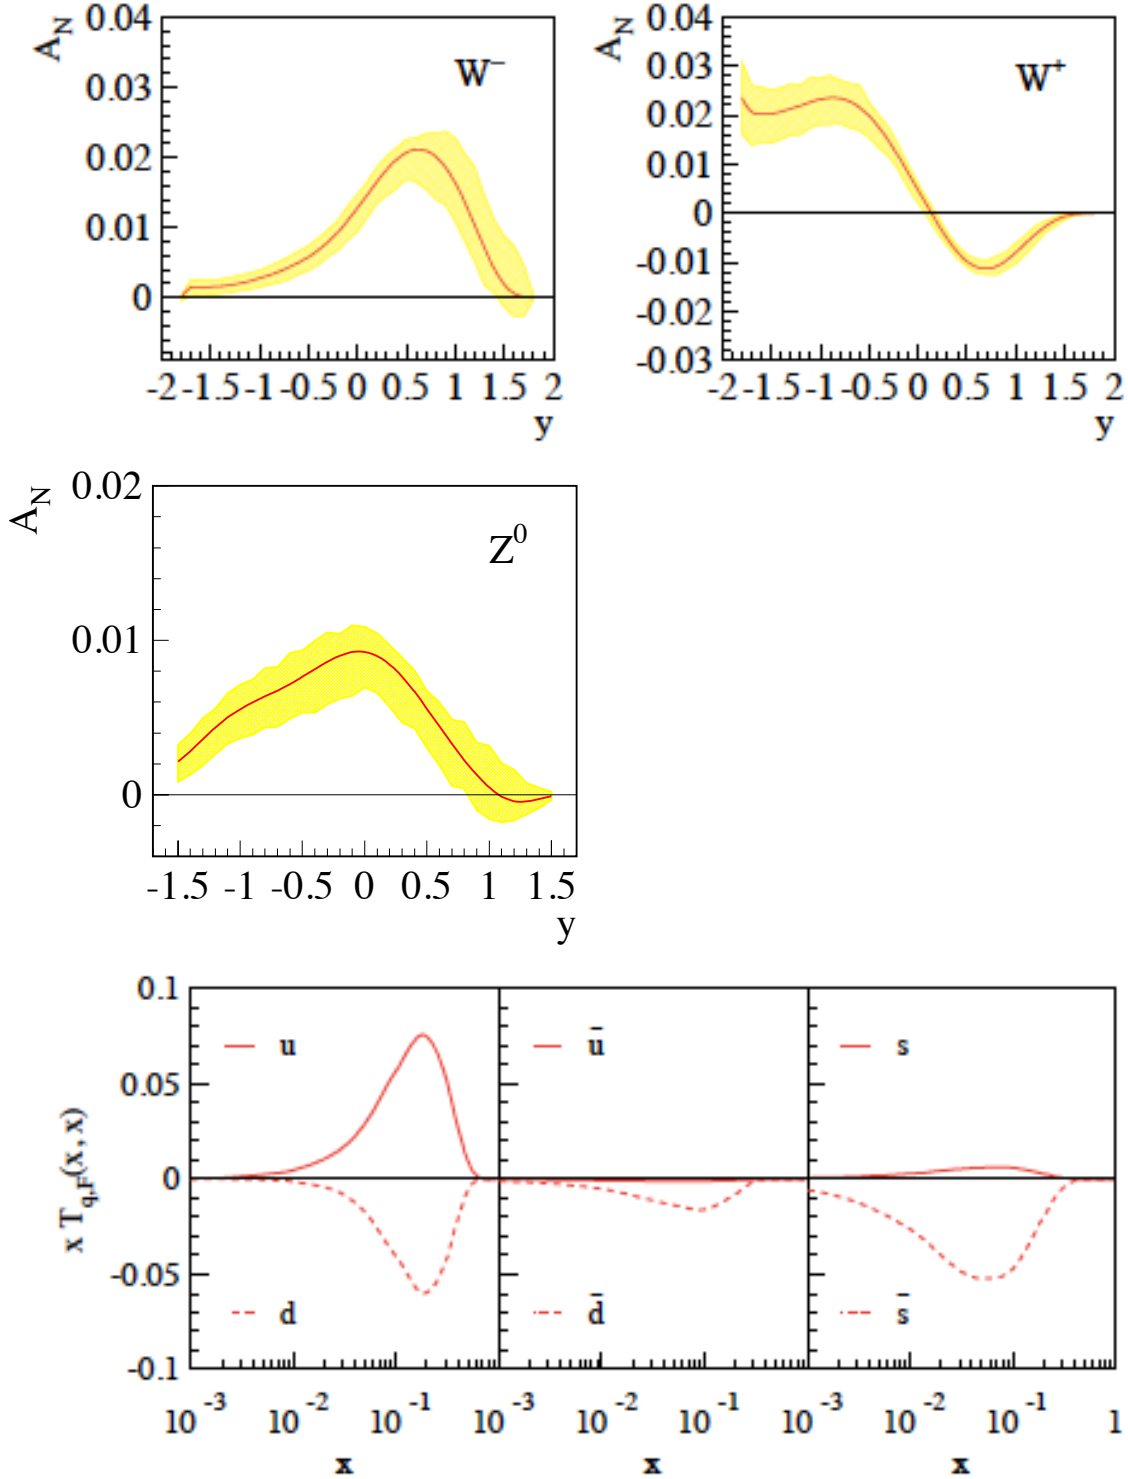 A_N 0.04 0.03 0.02 0.01 0
W^−
-2 -1.5 -1 -0.5 0 0.5 1 1.5 2
y
A_N 0.04 0.03 0.02 0.01 0 -0.01 -0.02 -0.03
W^+
-2 -1.5 -1 -0.5 0 0.5 1 1.5 2
y
A_N 0.02 0.01 0
Z^0
-1.5 -1 -0.5 0 0.5 1 1.5
y
x T_q,F(x, x)
0.1 0.05 0 -0.05 -0.1
u ū s
d d̄ s̄
10^-3 10^-2 10^-1 10^-3 10^-2 10^-1 10^-3 10^-2 10^-1 1
x x x